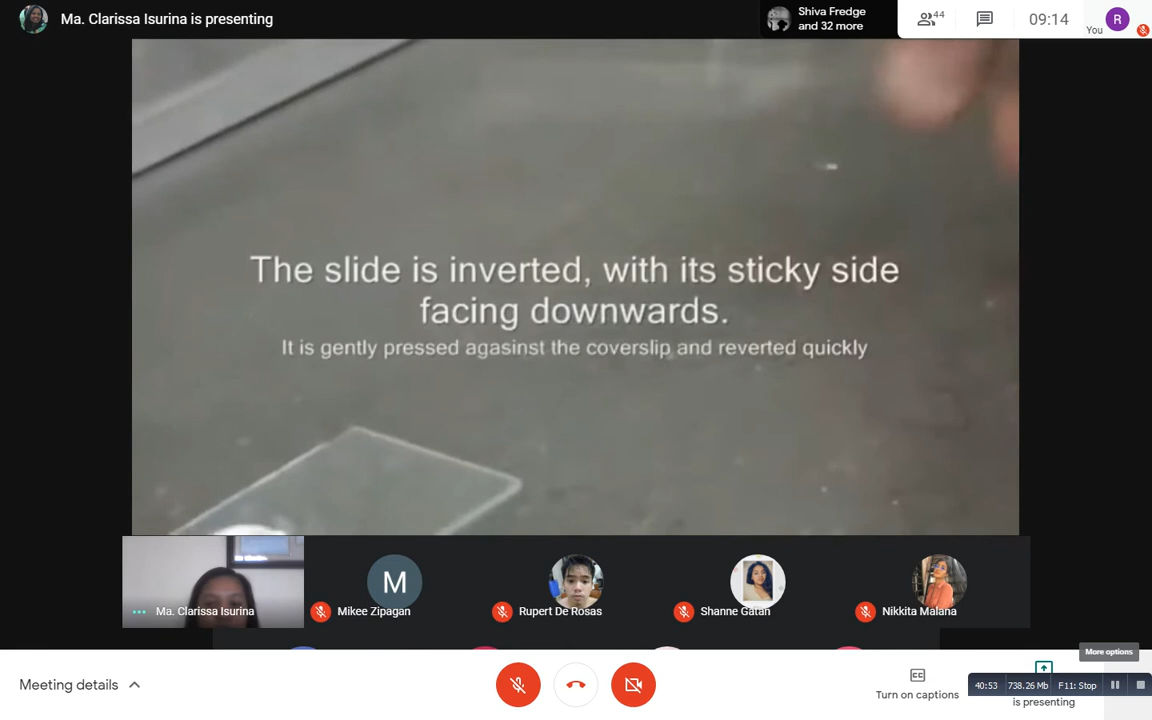 Ma. Clarissa Isurina is presenting
Shiva Fredge
and 32 more
44
09:14
You
R
The slide is inverted, with its sticky side
facing downwards.
It is gently pressed agasinst the coverslip and reverted quickly
Ma. Clarissa Isurina
M
Mikee Zipagan
Rupert De Rosas
Shanne Gatan
Nikkita Malana
More options
Meeting details
CC
Turn on captions
40:53
738.26 Mb
F11: Stop
is presenting